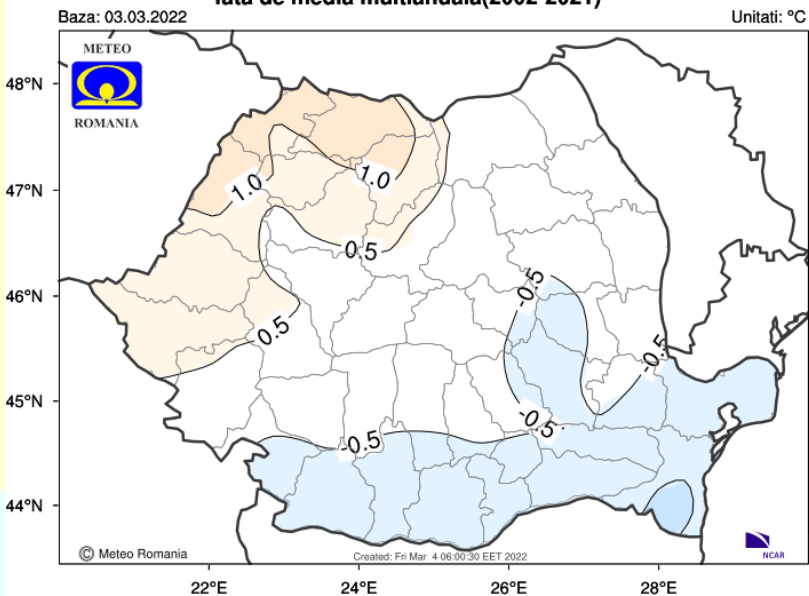 fata de media multianuala(2002-2021)
Baza: 03.03.2022
Unitati: °C
METEO
ROMANIA
48°N
47°N
46°N
45°N
44°N
1.0
1.0
0.5
0.5
-0.5
-0.5
-0.5
-0.5
© Meteo Romania
Created: Fri Mar 4 06:00:30 EET 2022
NCAR
22°E
24°E
26°E
28°E